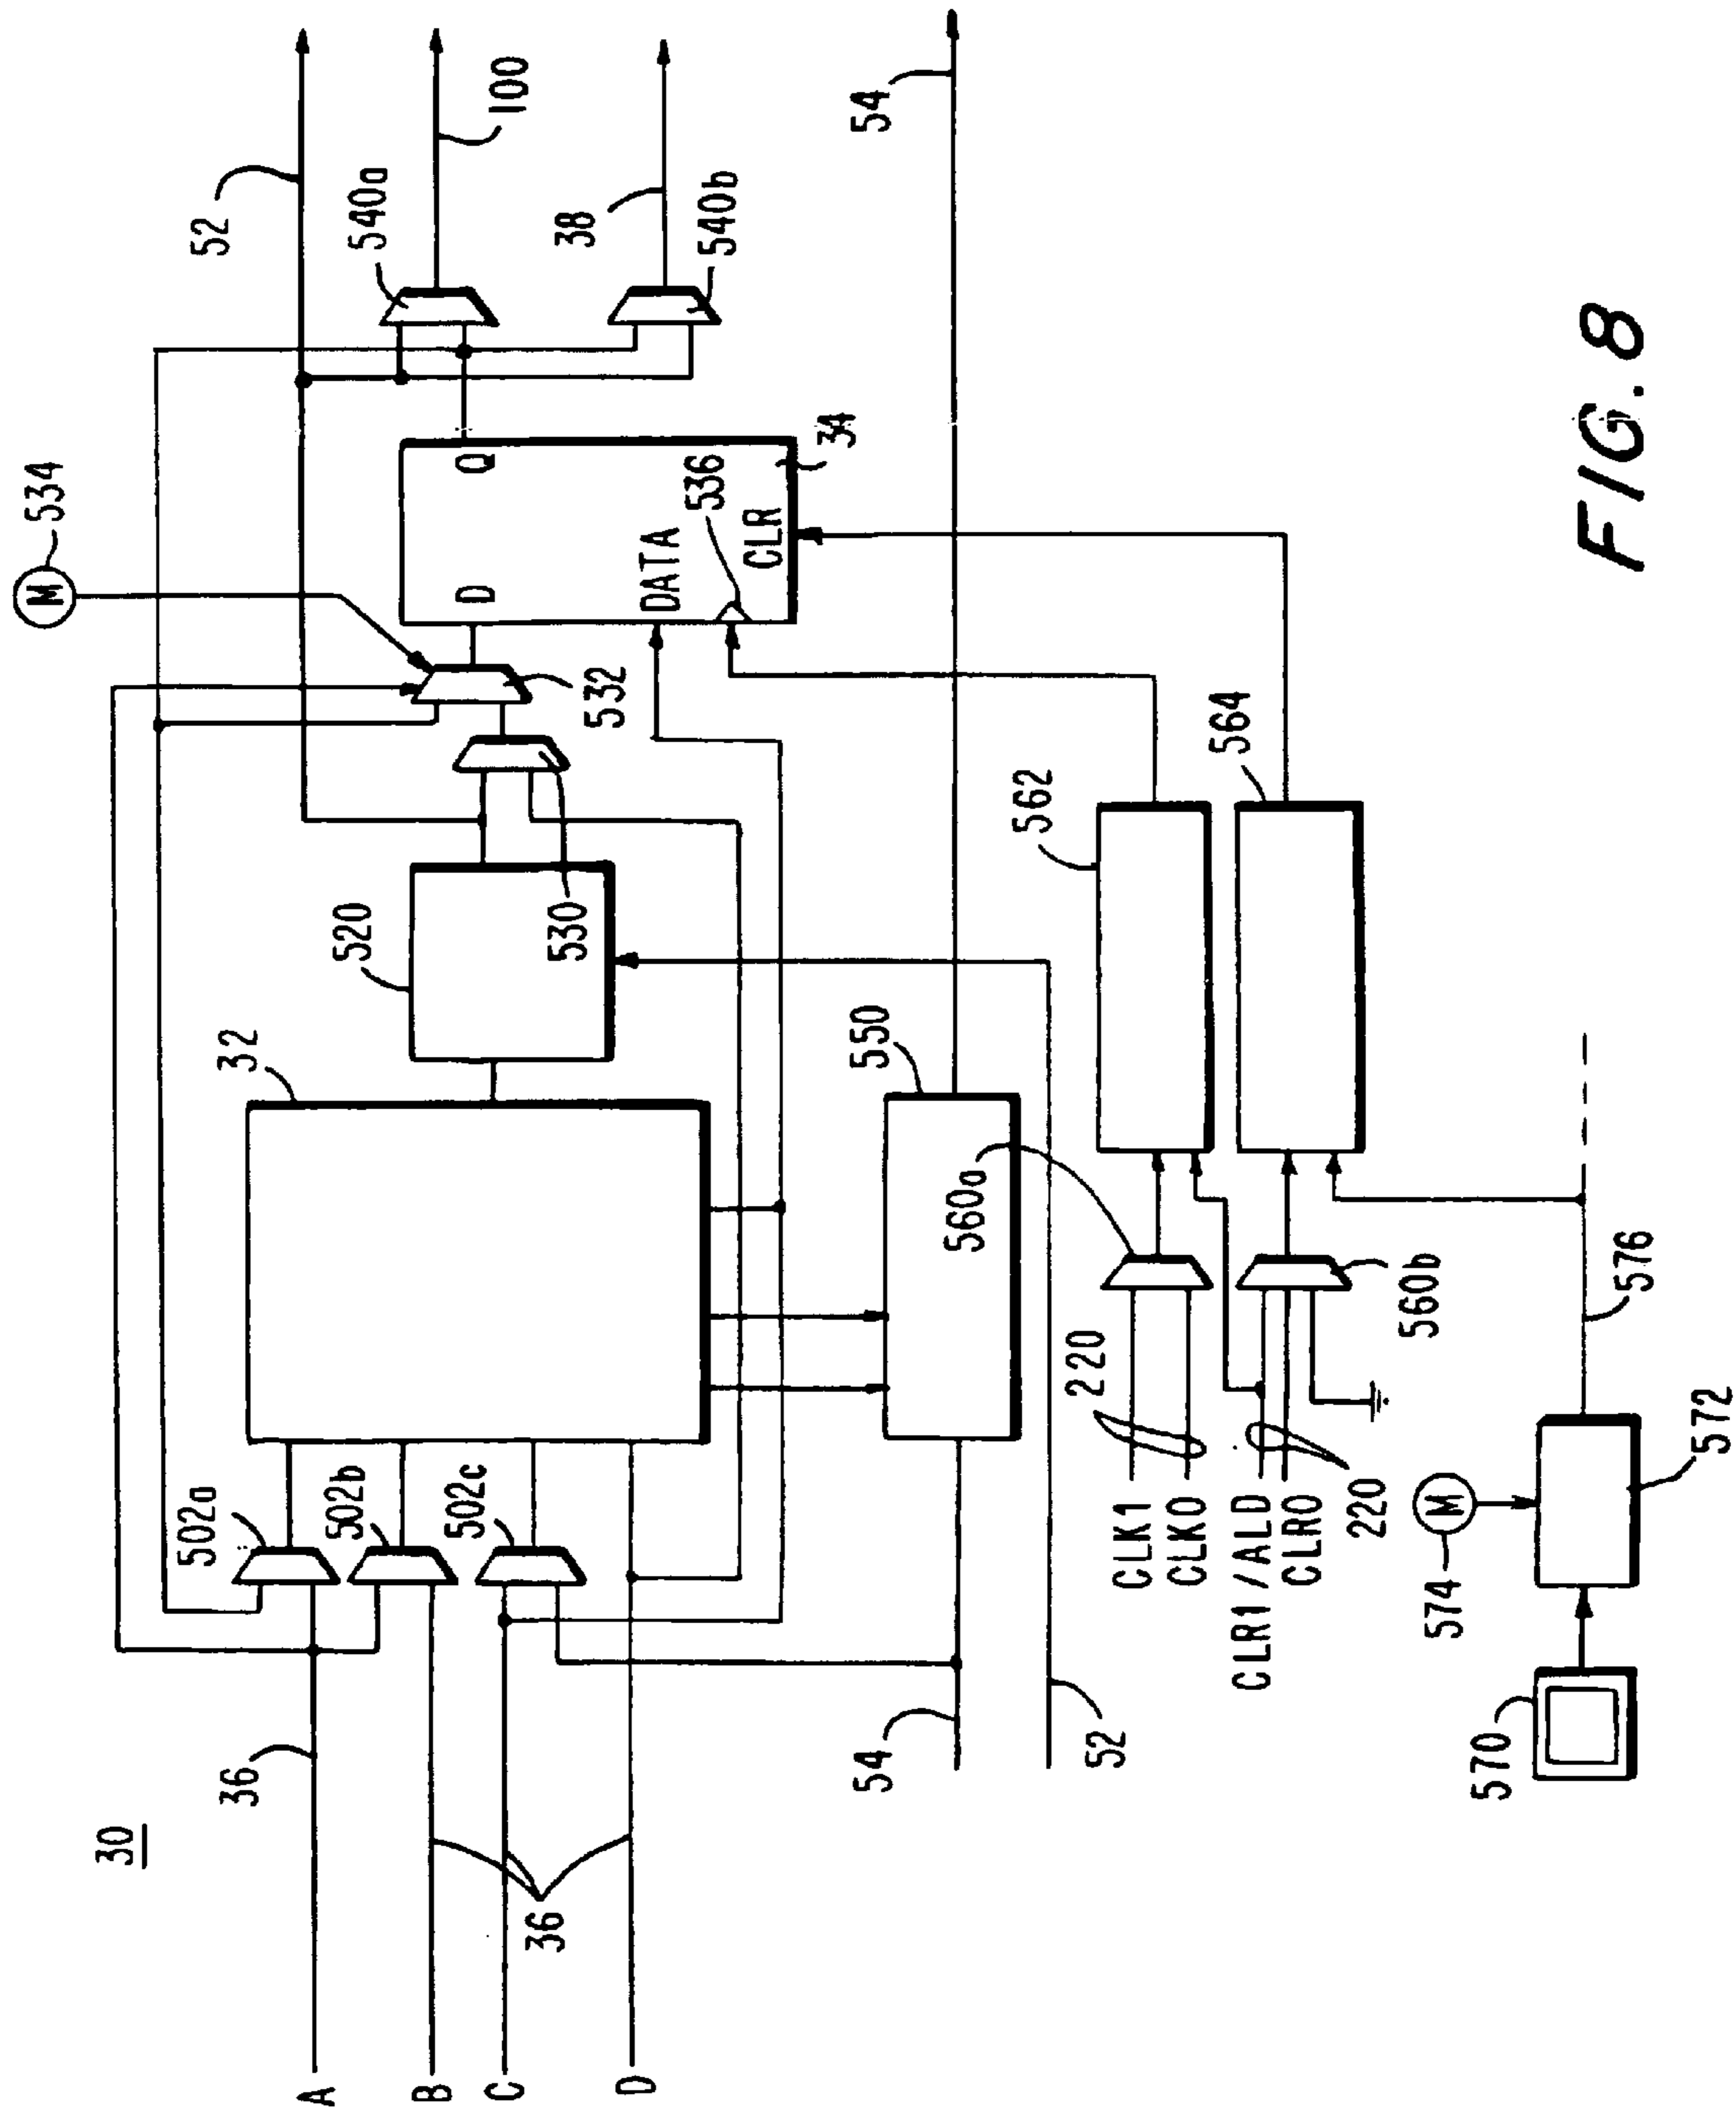 30
A
B
C
D
36
36
502a
502b
502c
32
520
530
532
M
534
D
Q
DATA
536
CLR
34
52
540a
100
38
540b
54
54
52
550
560a
562
564
CLK1
CLK0
220
CLR1/ALD
CLR0
220
560b
570
574
M
572
576
FIG. 8